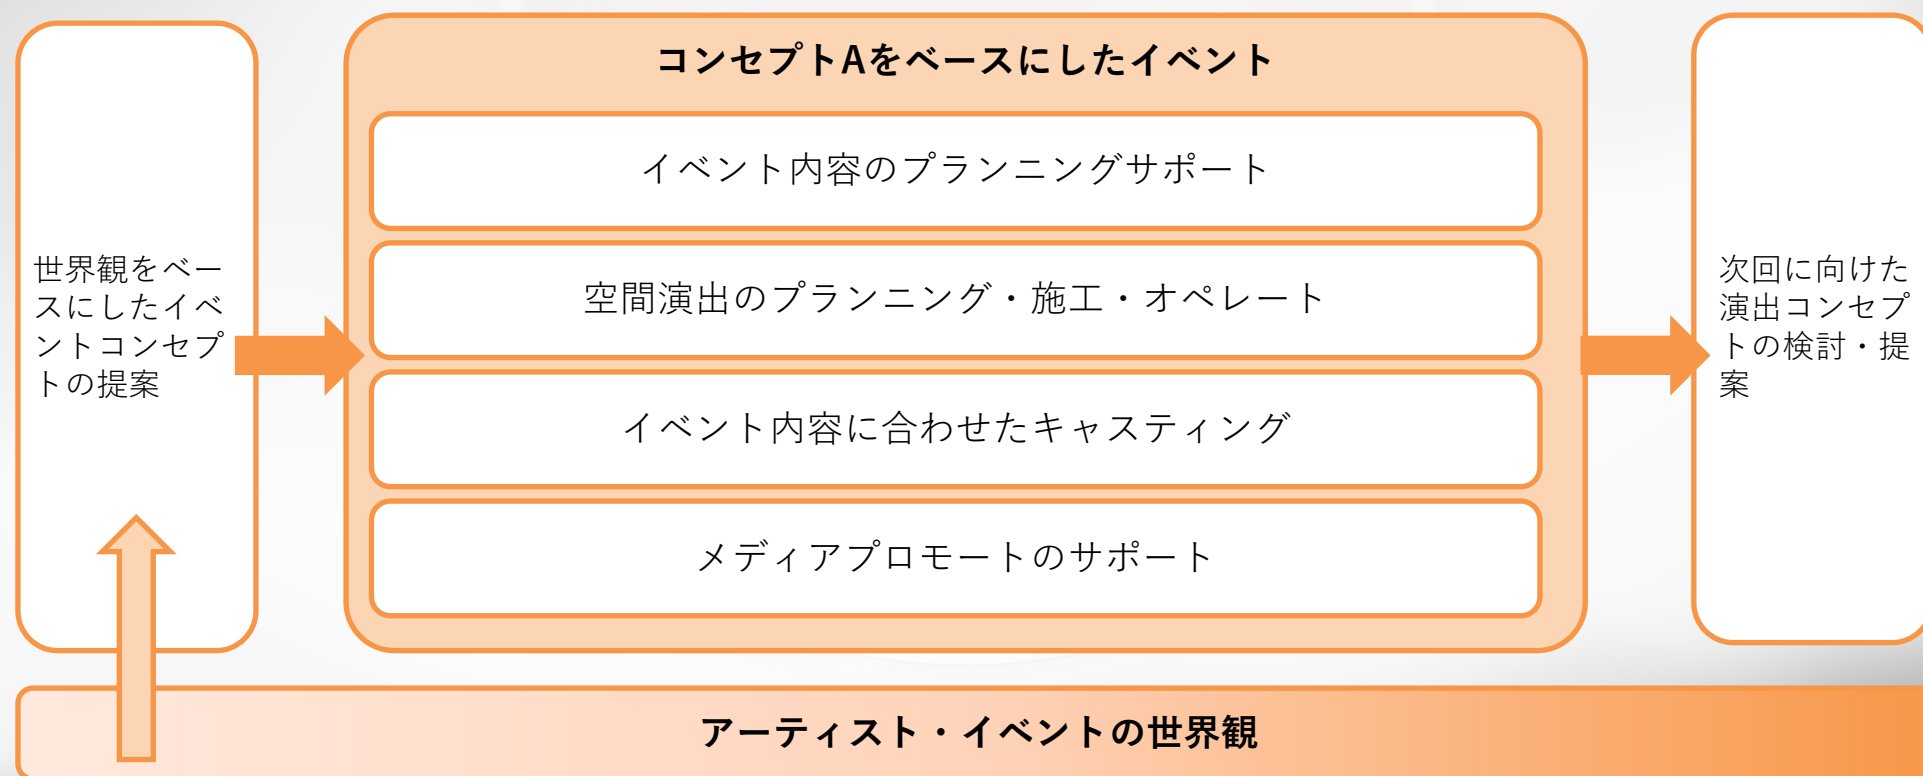 コンセプトAをベースにしたイベント
世界観をベー
スにしたイベ
ントコンセプ
トの提案
イベント内容のプランニングサポート
空間演出のプランニング・施工・オペレート
イベント内容に合わせたキャスティング
メディアプロモートのサポート
次回に向けた
演出コンセプ
トの検討・提
案
アーティスト・イベントの世界観